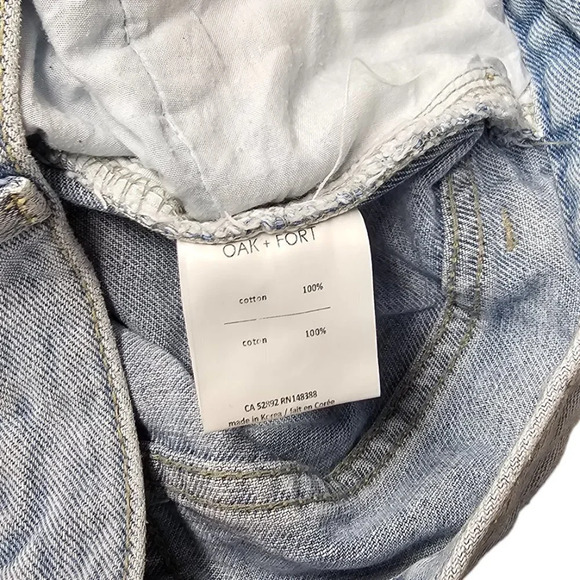 OAK + FORT
cotton 100%
coton 100%
CA 52892 RN148388
made in Korea / fait en Corée